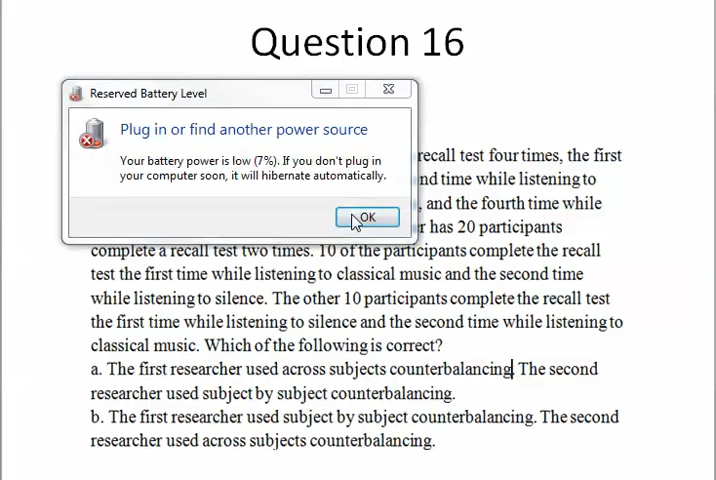 Question 16
Reserved Battery Level
Plug in or find another power source
Your battery power is low (7%). If you don't plug in
your computer soon, it will hibernate automatically.
OK
recall test four times, the first
nd time while listening to
, and the fourth time while
r has 20 participants
complete a recall test two times. 10 of the participants complete the recall
test the first time while listening to classical music and the second time
while listening to silence. The other 10 participants complete the recall test
the first time while listening to silence and the second time while listening to
classical music. Which of the following is correct?
a. The first researcher used across subjects counterbalancing. The second
researcher used subject by subject counterbalancing.
b. The first researcher used subject by subject counterbalancing. The second
researcher used across subjects counterbalancing.